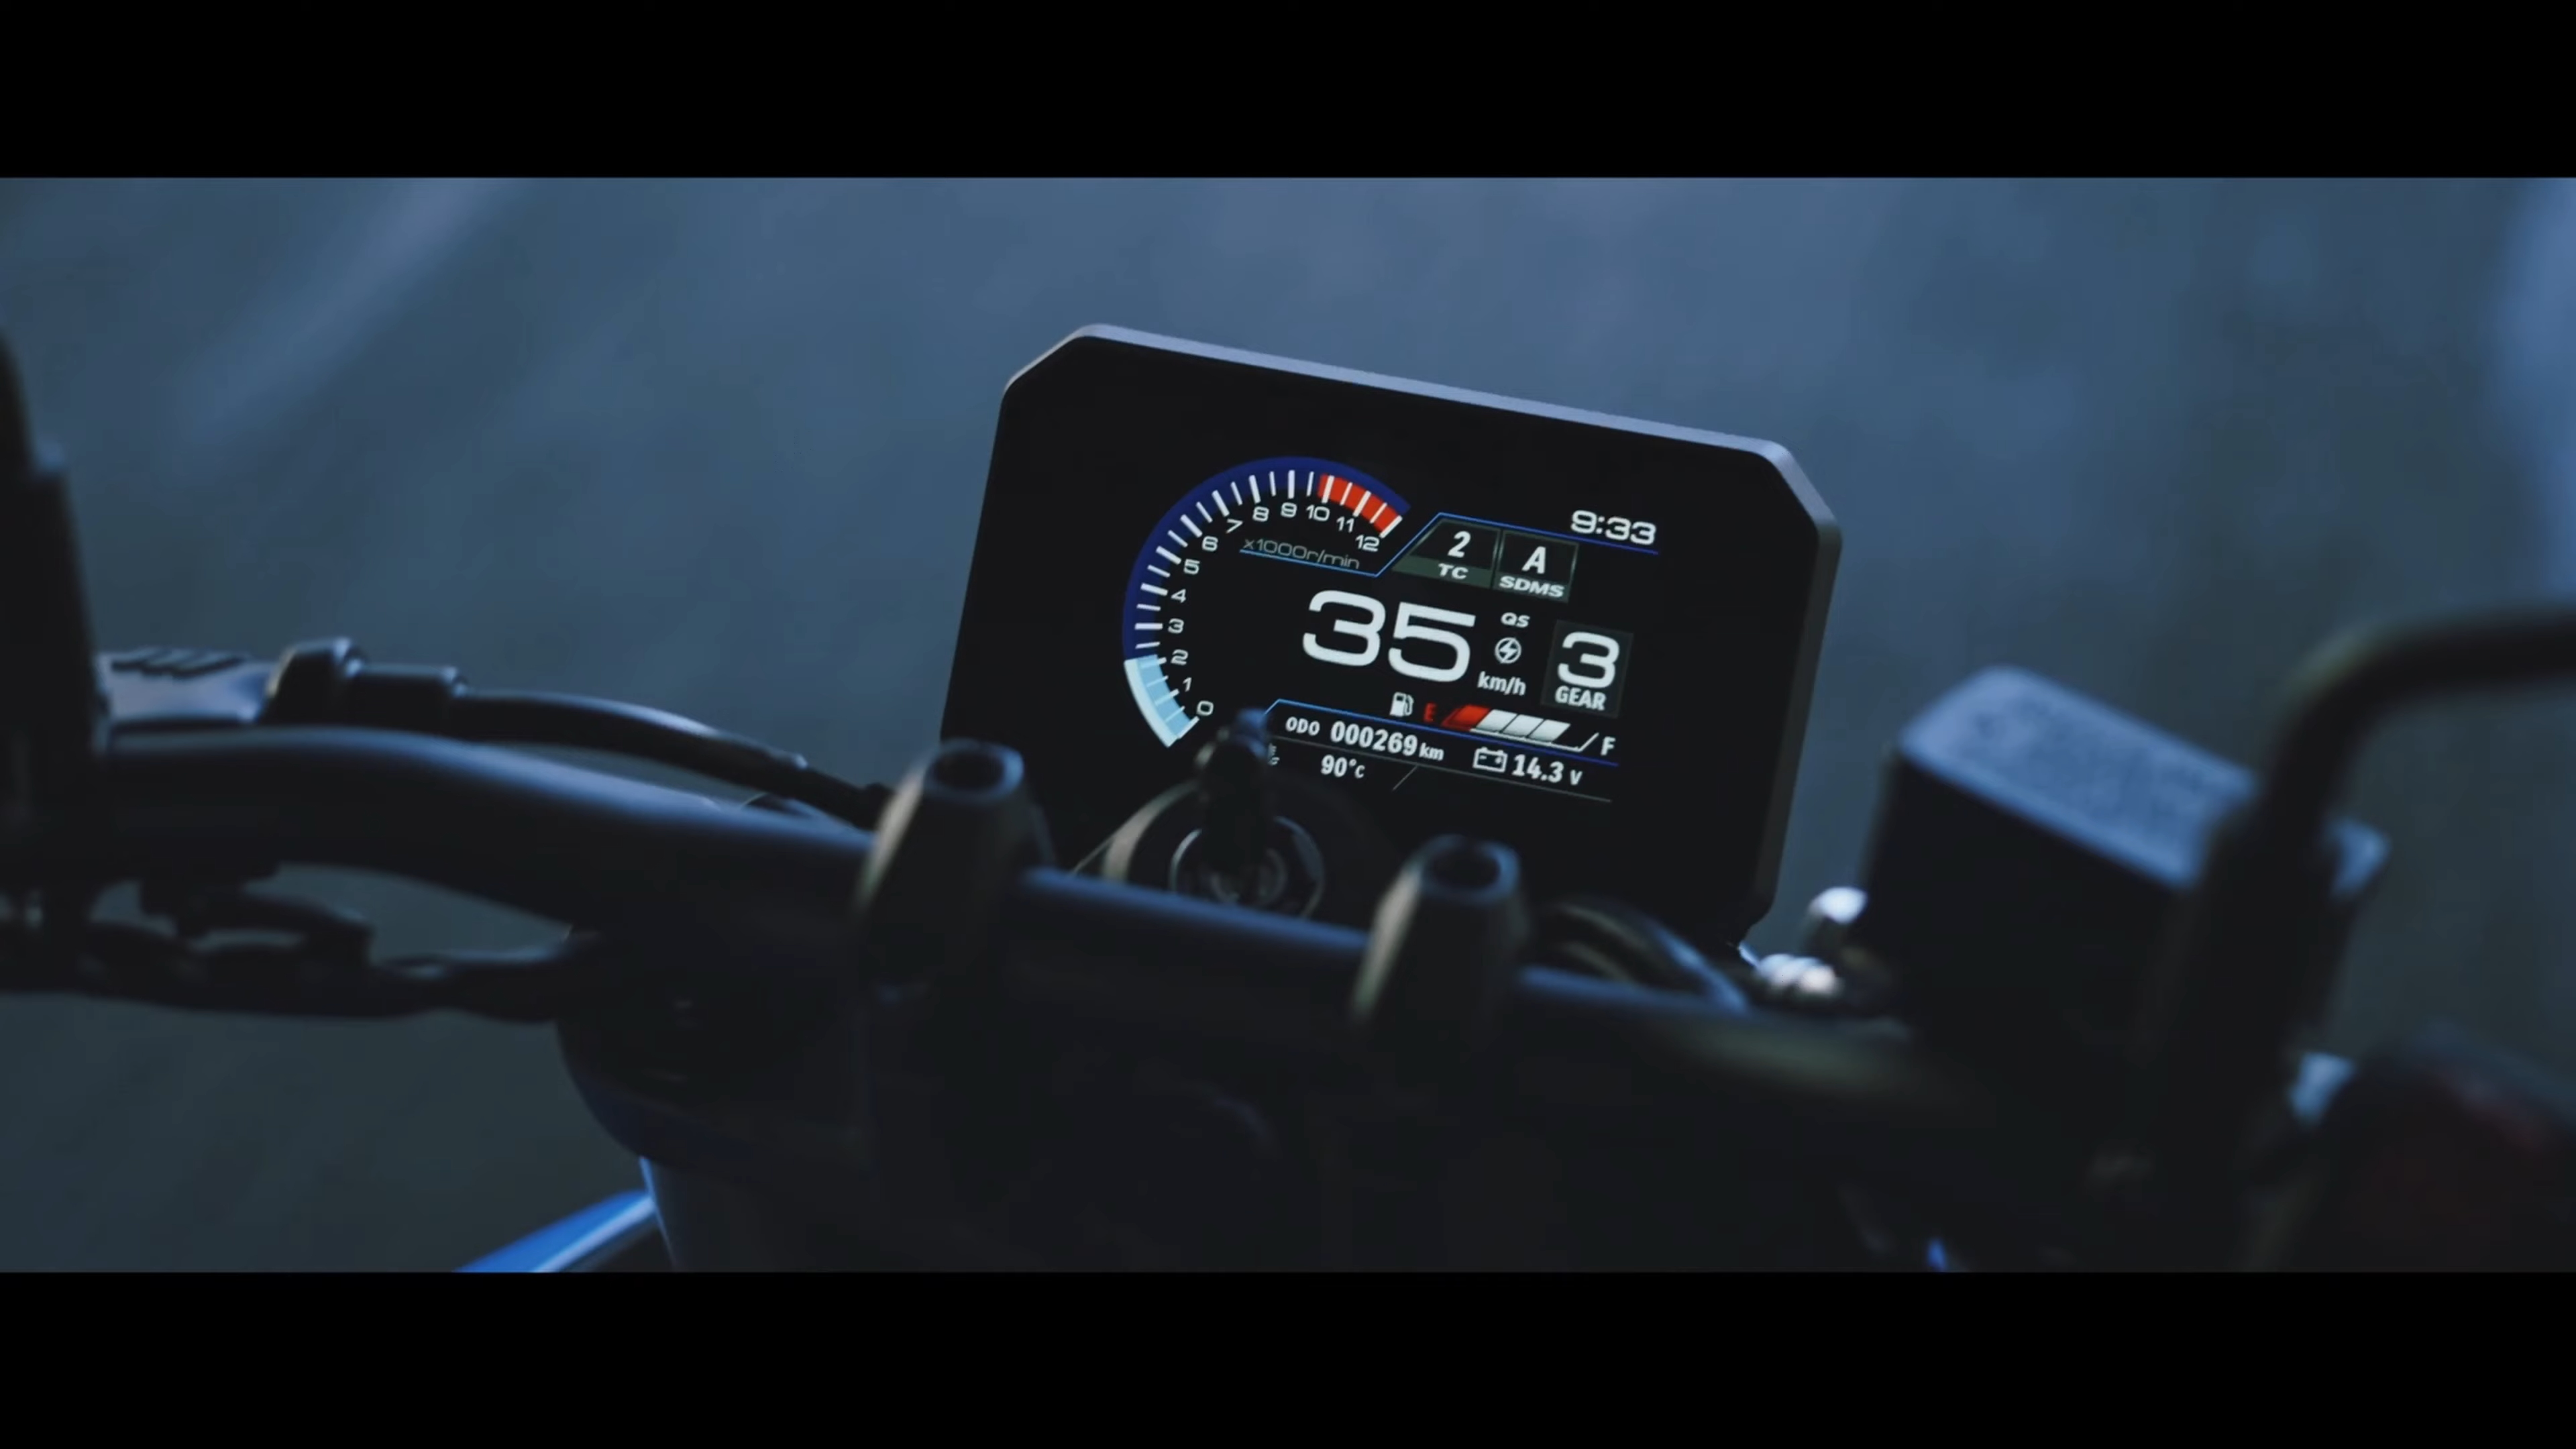 9:33
2 A
TC SDMS
0 1 2 3 4 5 6 7 8 9 10 11 12
x1000r/min
35
QS
km/h
3
GEAR
E F
ODO 000269 km
90°C
14.3 V